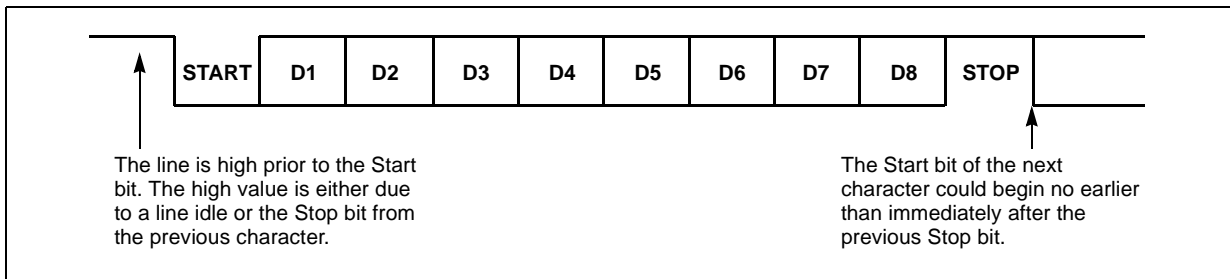 START D1 D2 D3 D4 D5 D6 D7 D8 STOP
The line is high prior to the Start
bit. The high value is either due
to a line idle or the Stop bit from
the previous character.
The Start bit of the next
character could begin no earlier
than immediately after the
previous Stop bit.